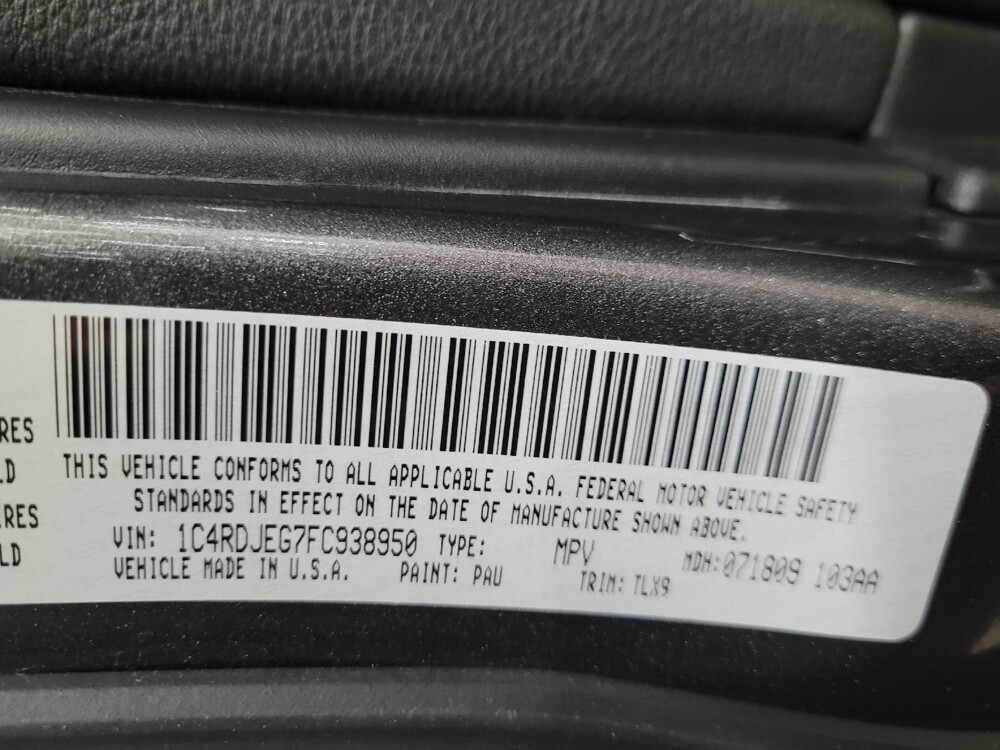 RES
LD
RES
LD
THIS VEHICLE CONFORMS TO ALL APPLICABLE U.S.A. FEDERAL MOTOR VEHICLE SAFETY
STANDARDS IN EFFECT ON THE DATE OF MANUFACTURE SHOWN ABOVE.
VIN: 1C4RDJEG7FC938950 TYPE: MPV MDH:071809 103AA
VEHICLE MADE IN U.S.A. PAINT: PAU TRIM: TLX9